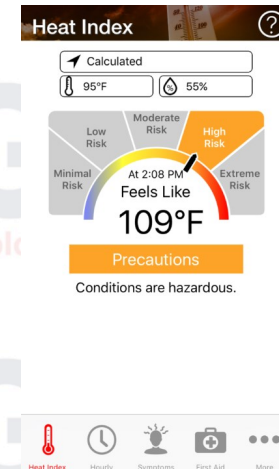 Heat Index
Calculated
95°F
55%
Minimal Risk
Low Risk
Moderate Risk
High Risk
Extreme Risk
At 2:08 PM
Feels Like
109°F
Precautions
Conditions are hazardous.
Heat Index
Hourly
Symptoms
First Aid
More